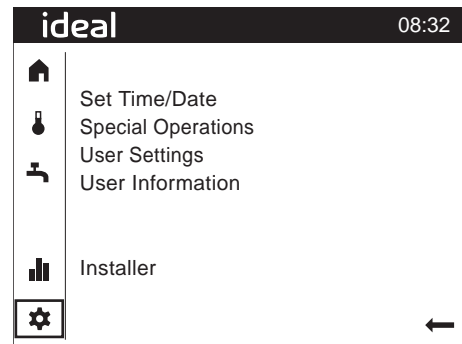 ideal 08:32
Set Time/Date
Special Operations
User Settings
User Information
Installer